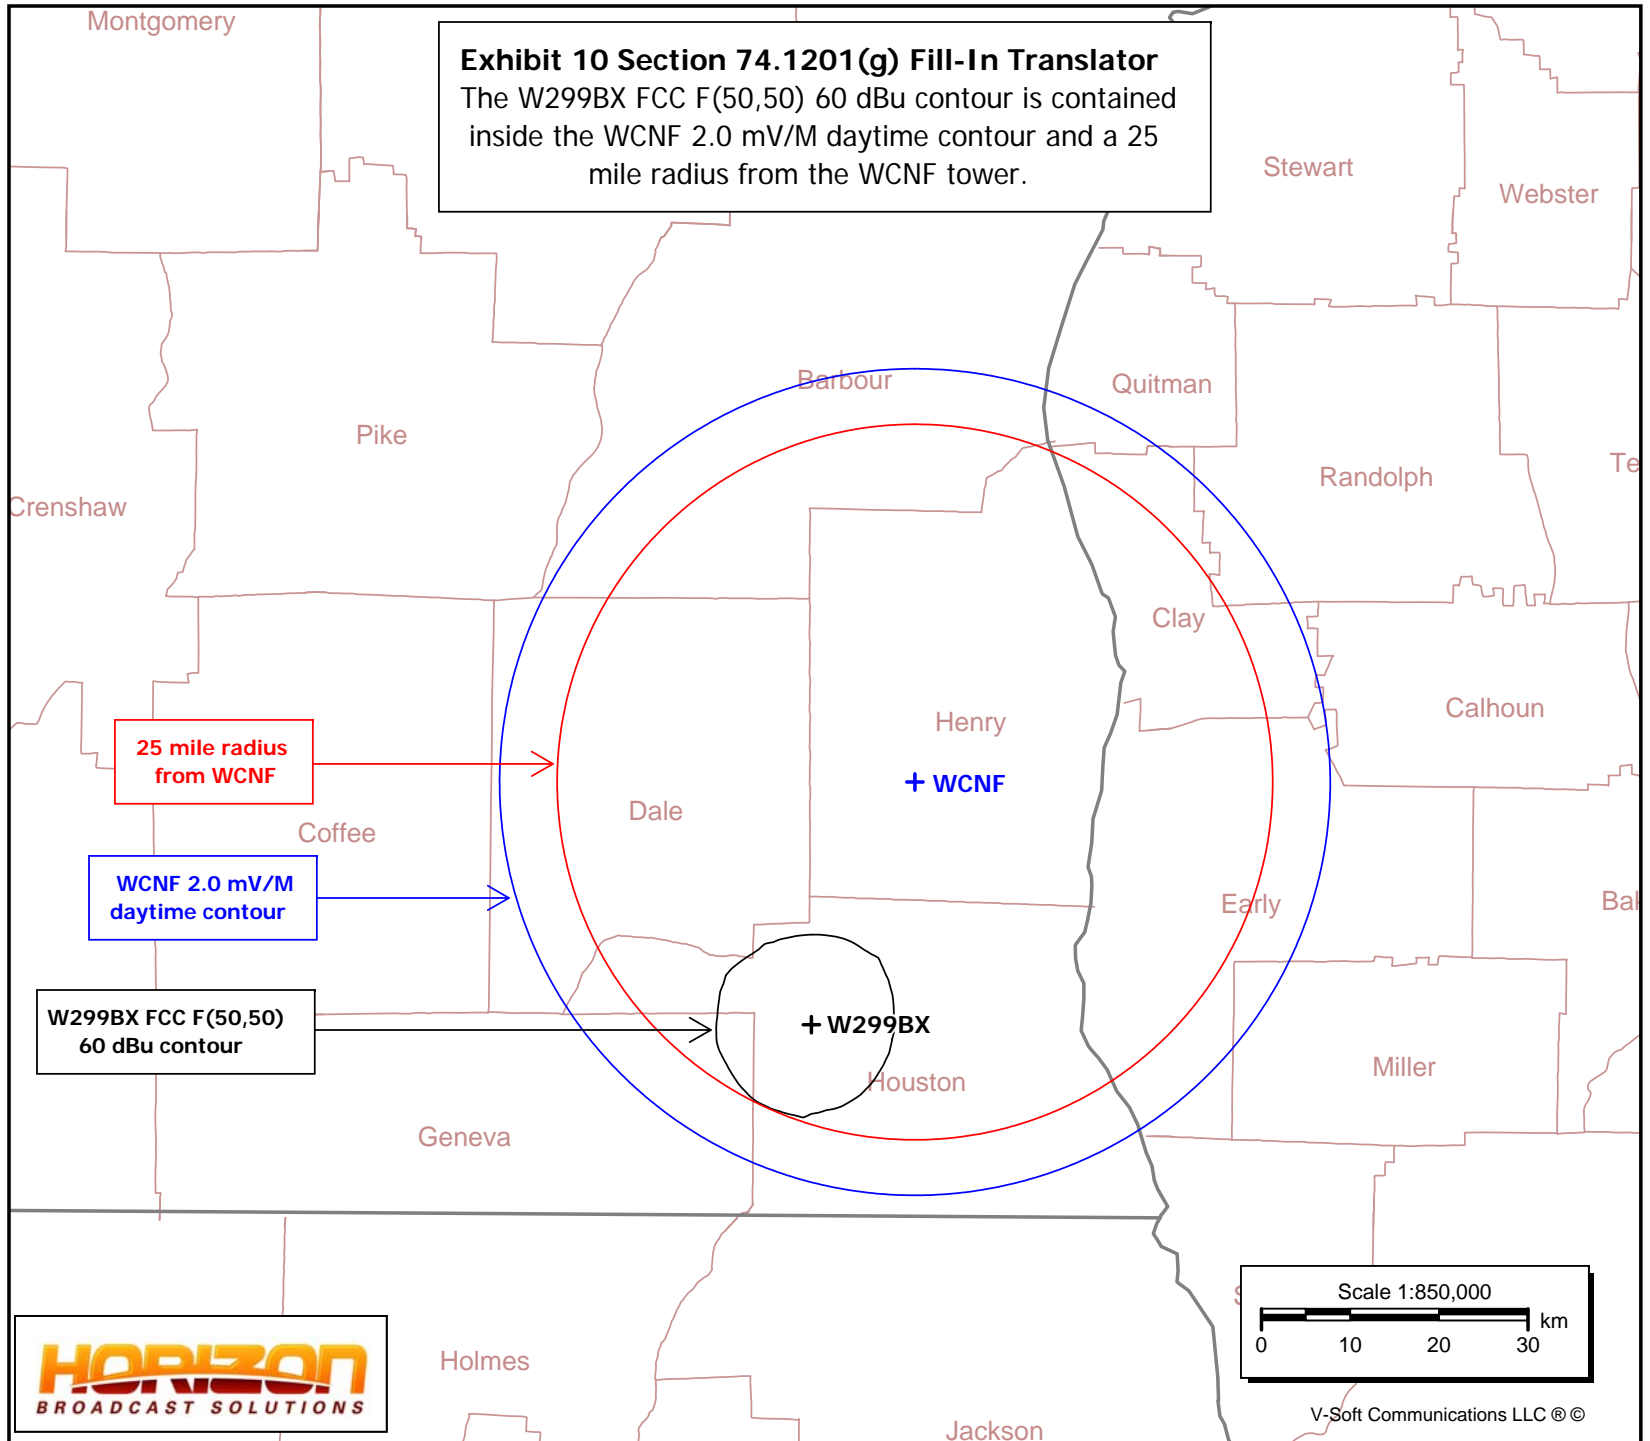 Montgomery
Exhibit 10 Section 74.1201(g) Fill-In Translator
The W299BX FCC F(50,50) 60 dBu contour is contained
inside the WCNF 2.0 mV/M daytime contour and a 25
mile radius from the WCNF tower.
Stewart
Webster
Barbour
Quitman
Pike
Randolph
Te
Crenshaw
Clay
Calhoun
Henry
25 mile radius
from WCNF
WCNF
Dale
Coffee
WCNF 2.0 mV/M
daytime contour
Early
Bak
W299BX FCC F(50,50)
60 dBu contour
W299BX
Houston
Miller
Geneva
Scale 1:850,000
km
0 10 20 30
HORIZON
BROADCAST SOLUTIONS
Holmes
Jackson
V-Soft Communications LLC ® ©